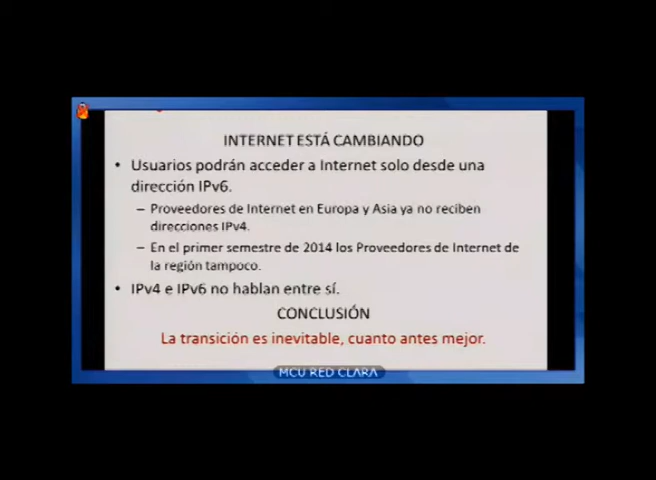 INTERNET ESTÁ CAMBIANDO
• Usuarios podrán acceder a Internet solo desde una
dirección IPv6.
– Proveedores de Internet en Europa y Asia ya no reciben
direcciones IPv4.
– En el primer semestre de 2014 los Proveedores de Internet de
la región tampoco.
• IPv4 e IPv6 no hablan entre sí.
CONCLUSIÓN
La transición es inevitable, cuanto antes mejor.
MCU RED CLARA